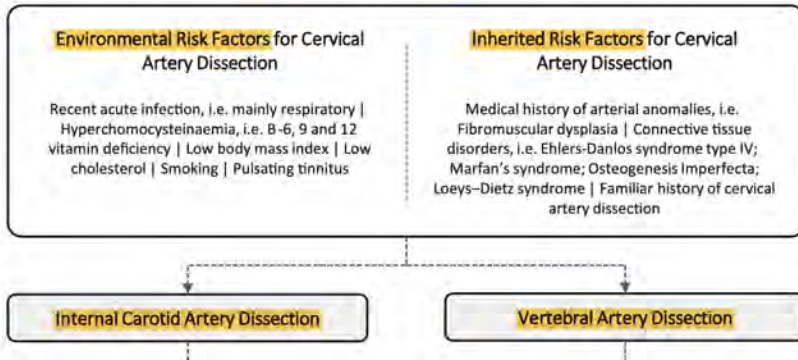 Environmental Risk Factors for Cervical
Artery Dissection
Recent acute infection, i.e. mainly respiratory |
Hyperchomocysteinaemia, i.e. B-6, 9 and 12
vitamin deficiency | Low body mass index | Low
cholesterol | Smoking | Pulsating tinnitus
Inherited Risk Factors for Cervical
Artery Dissection
Medical history of arterial anomalies, i.e.
Fibromuscular dysplasia | Connective tissue
disorders, i.e. Ehlers-Danlos syndrome type IV;
Marfan's syndrome; Osteogenesis Imperfecta;
Loeys–Dietz syndrome | Familiar history of cervical
artery dissection
Internal Carotid Artery Dissection
Vertebral Artery Dissection